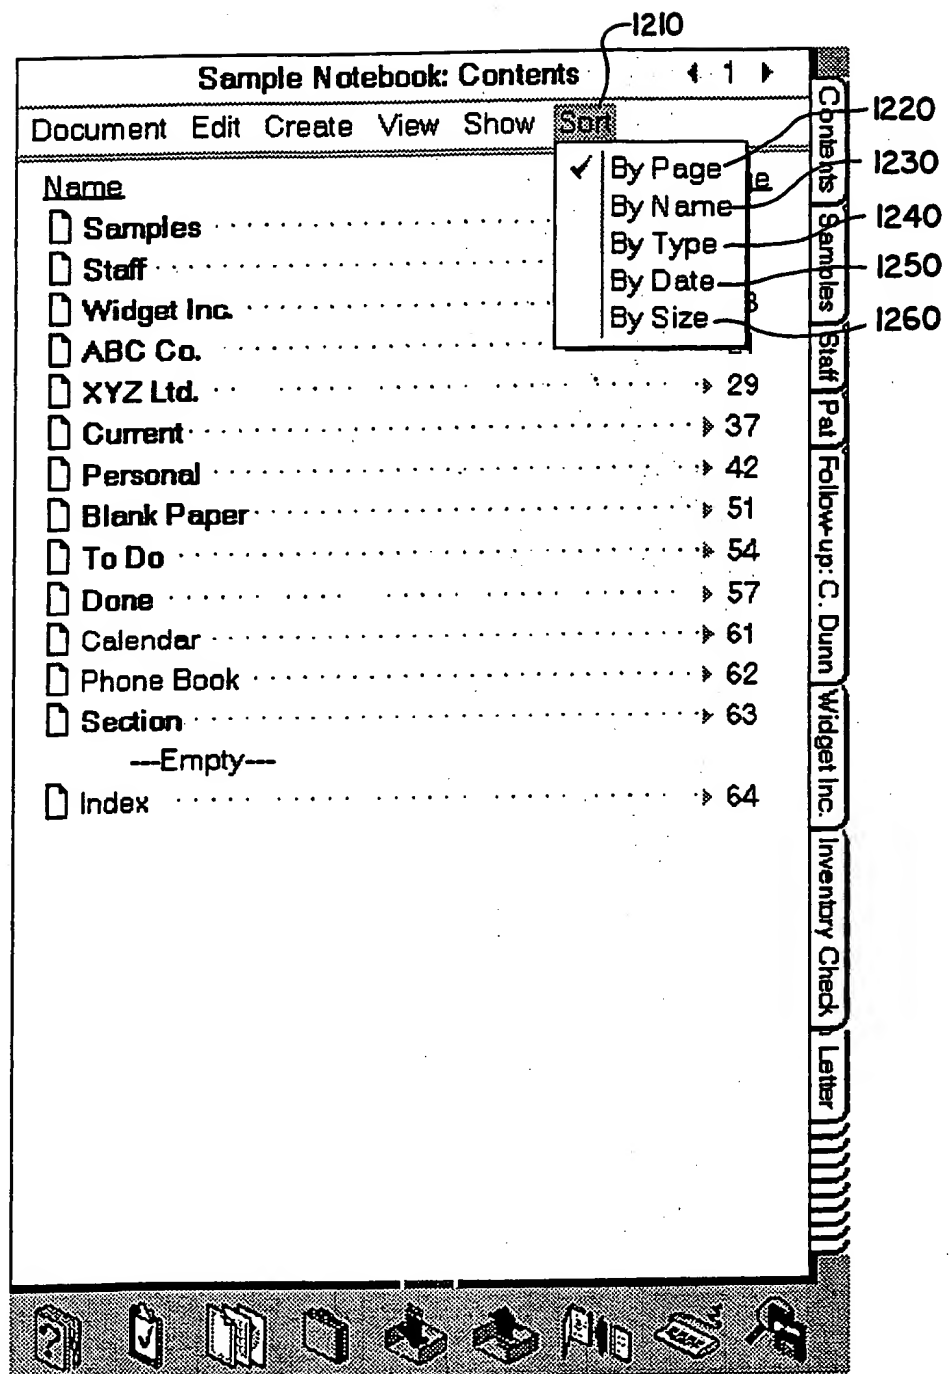 1210
Sample Notebook: Contents 1
Document Edit Create View Show Sort
By Page 1220
By Name 1230
By Type 1240
By Date 1250
By Size 1260
Name
Samples
Staff
Widget Inc.
ABC Co.
XYZ Ltd. 29
Current 37
Personal 42
Blank Paper 51
To Do 54
Done 57
Calendar 61
Phone Book 62
Section 63
---Empty---
Index 64
Contents
Samples
Staff
Pat
Follow-up: C. Dunn
Widget Inc.
Inventory Check
Letter